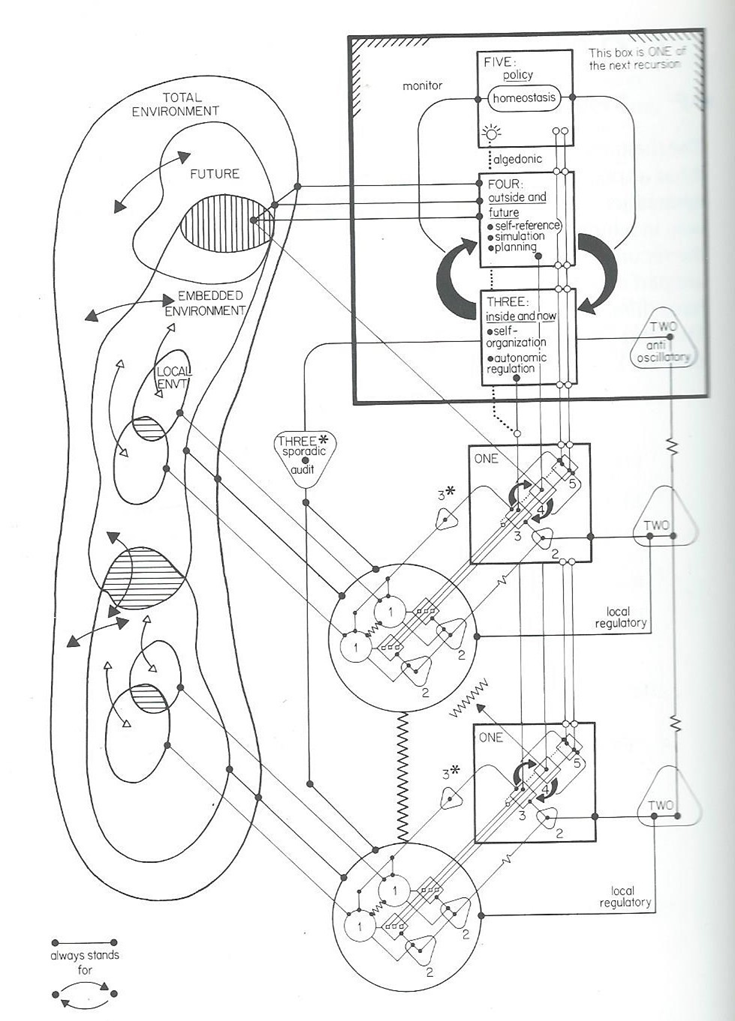 This box is ONE of
the next recursion
FIVE:
policy
homeostasis
monitor
algedonic
TOTAL
ENVIRONMENT
FUTURE
FOUR:
outside and
future
•self-reference
•simulation
•planning
EMBEDDED
ENVIRONMENT
THREE:
inside and now
•self-
organization
•autonomic
regulation
TWO
anti
oscillatory
LOCAL
ENVT
THREE*
sporadic
audit
ONE
5
4
3
2
3*
TWO
1
1
2
2
local
regulatory
ONE
5
4
3
2
3*
TWO
1
1
2
2
local
regulatory
always stands
for